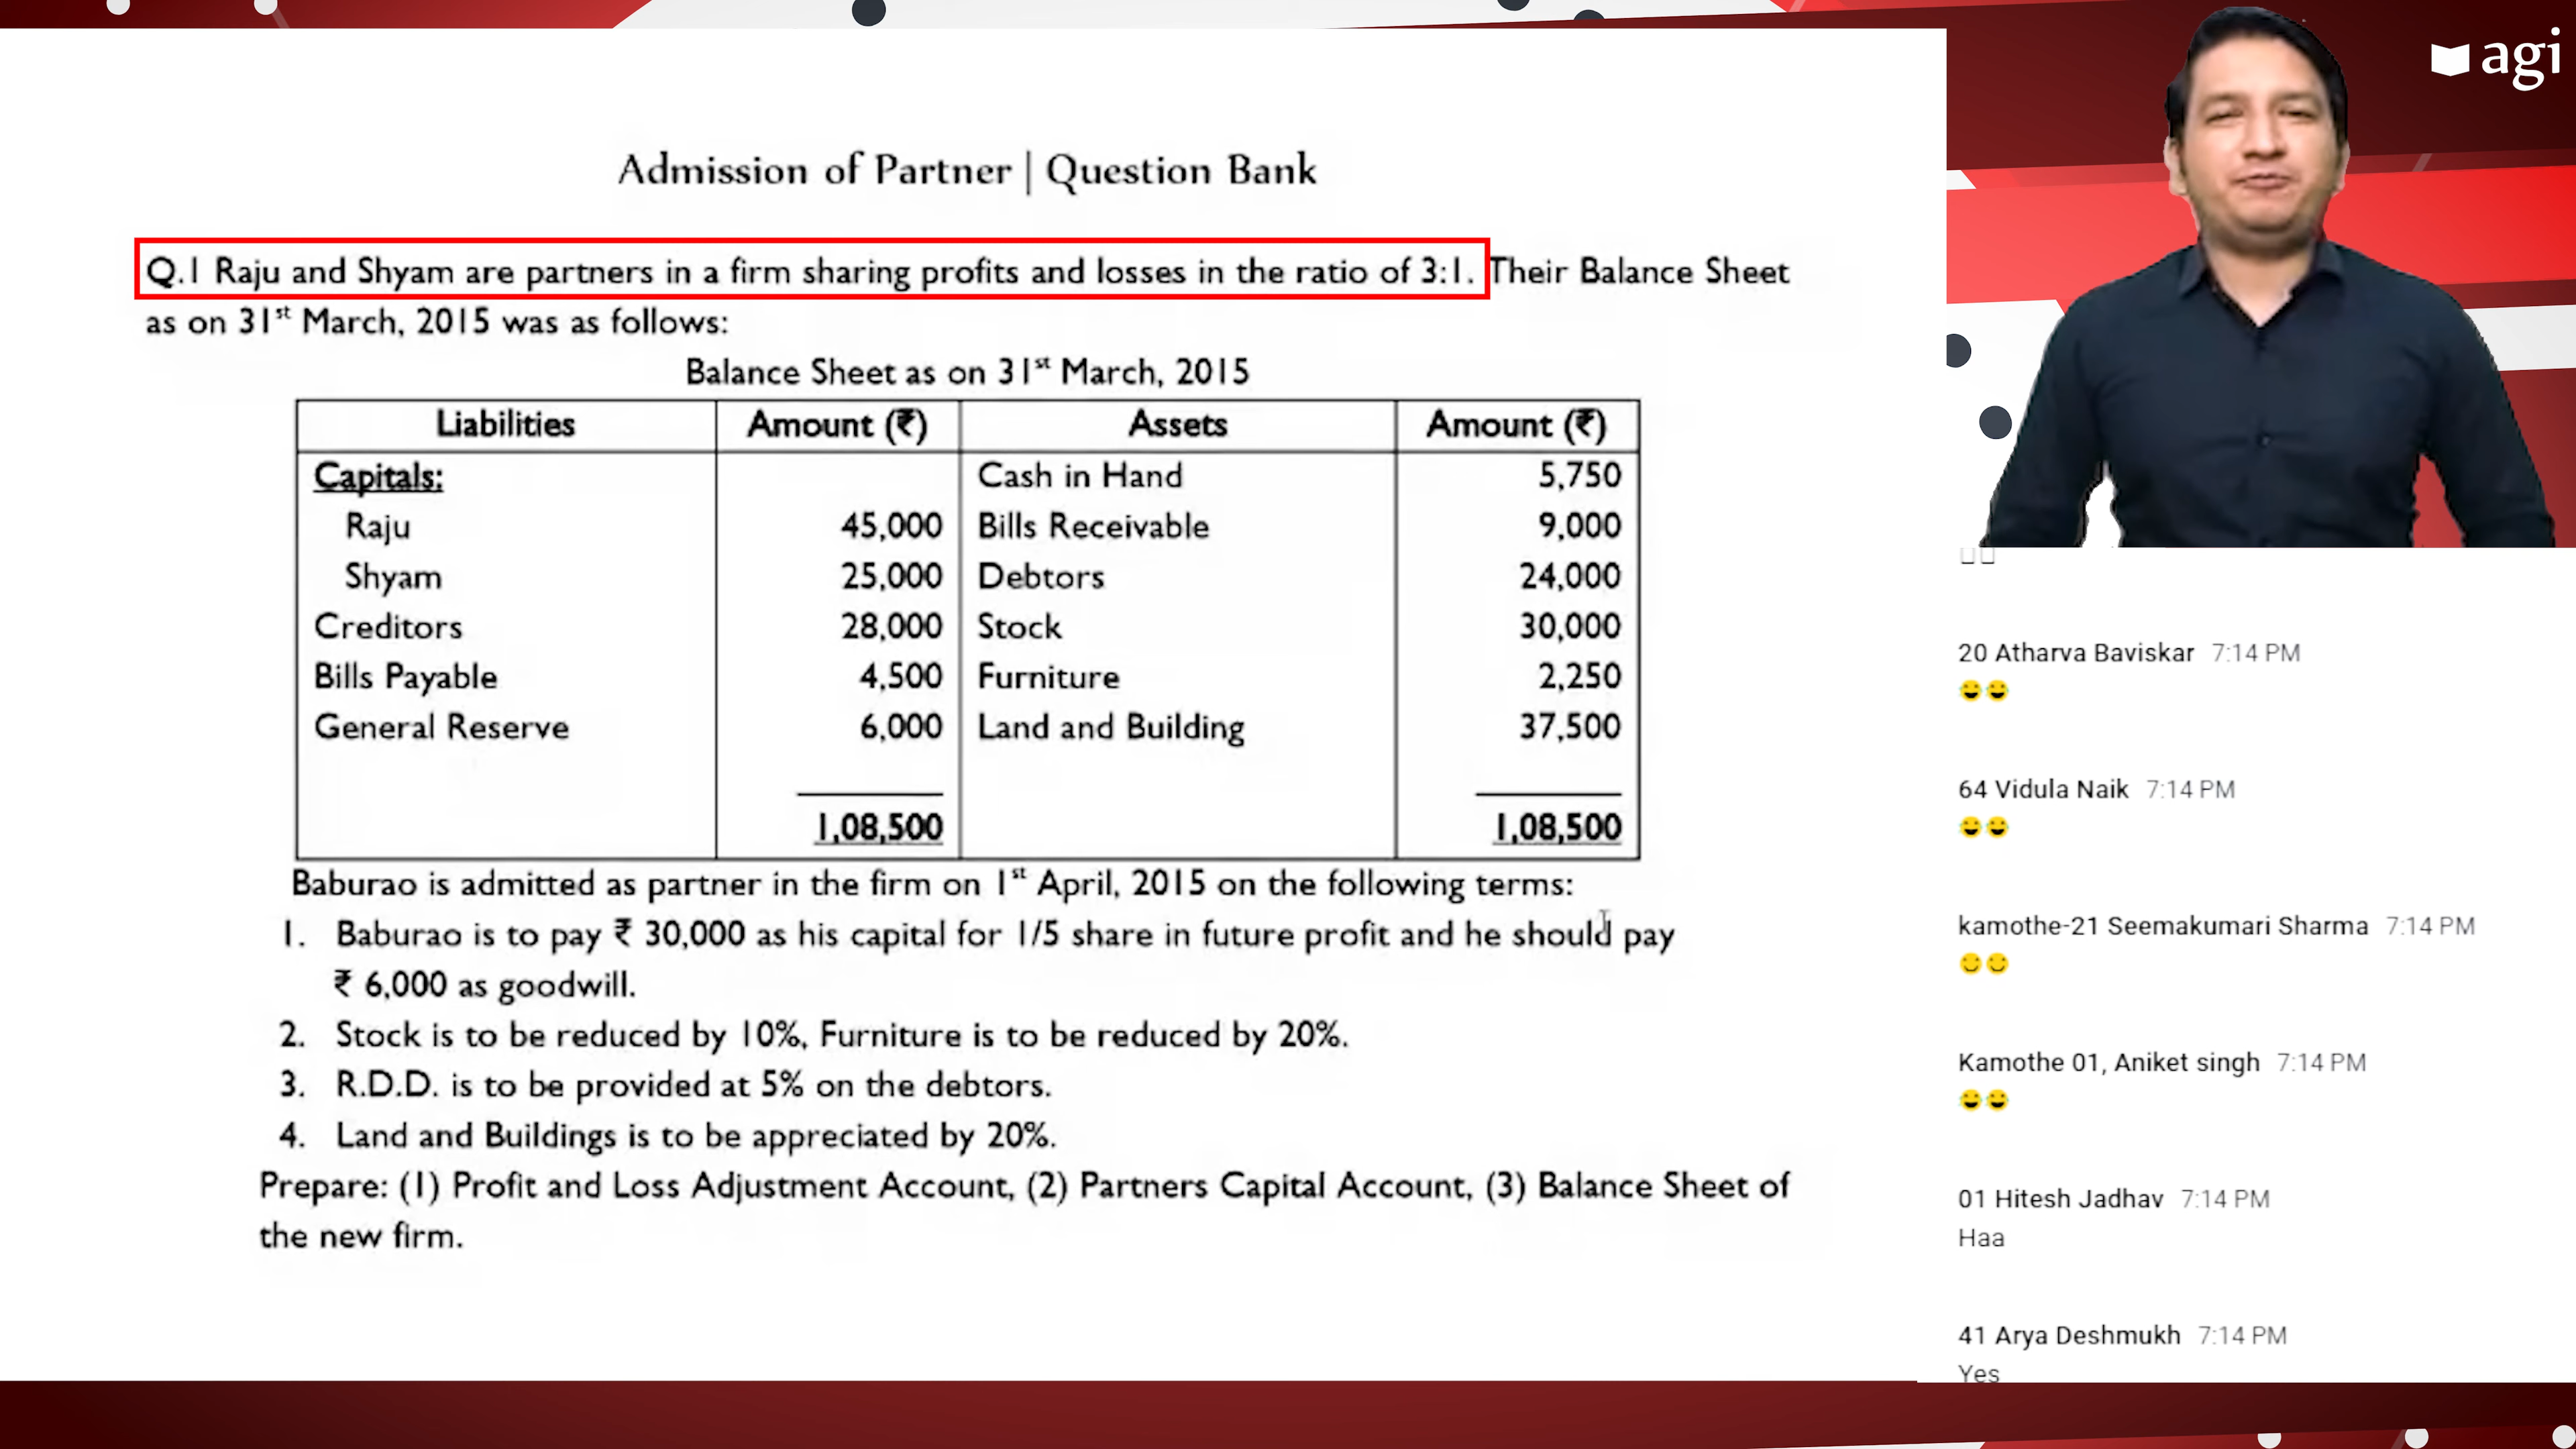 agi
Admission of Partner | Question Bank
Q.1 Raju and Shyam are partners in a firm sharing profits and losses in the ratio of 3:1. Their Balance Sheet
as on 31st March, 2015 was as follows:
Balance Sheet as on 31st March, 2015
Liabilities Amount (₹) Assets Amount (₹)
Capitals: Cash in Hand 5,750
Raju 45,000 Bills Receivable 9,000
Shyam 25,000 Debtors 24,000
Creditors 28,000 Stock 30,000
Bills Payable 4,500 Furniture 2,250
General Reserve 6,000 Land and Building 37,500
1,08,500 1,08,500
Baburao is admitted as partner in the firm on 1st April, 2015 on the following terms:
1. Baburao is to pay ₹ 30,000 as his capital for 1/5 share in future profit and he should pay
₹ 6,000 as goodwill.
2. Stock is to be reduced by 10%, Furniture is to be reduced by 20%.
3. R.D.D. is to be provided at 5% on the debtors.
4. Land and Buildings is to be appreciated by 20%.
Prepare: (1) Profit and Loss Adjustment Account, (2) Partners Capital Account, (3) Balance Sheet of
the new firm.
20 Atharva Baviskar 7:14 PM
😄😄
64 Vidula Naik 7:14 PM
😄😄
kamothe-21 Seemakumari Sharma 7:14 PM
😊😊
Kamothe 01, Aniket singh 7:14 PM
😄😄
01 Hitesh Jadhav 7:14 PM
Haa
41 Arya Deshmukh 7:14 PM
Yes